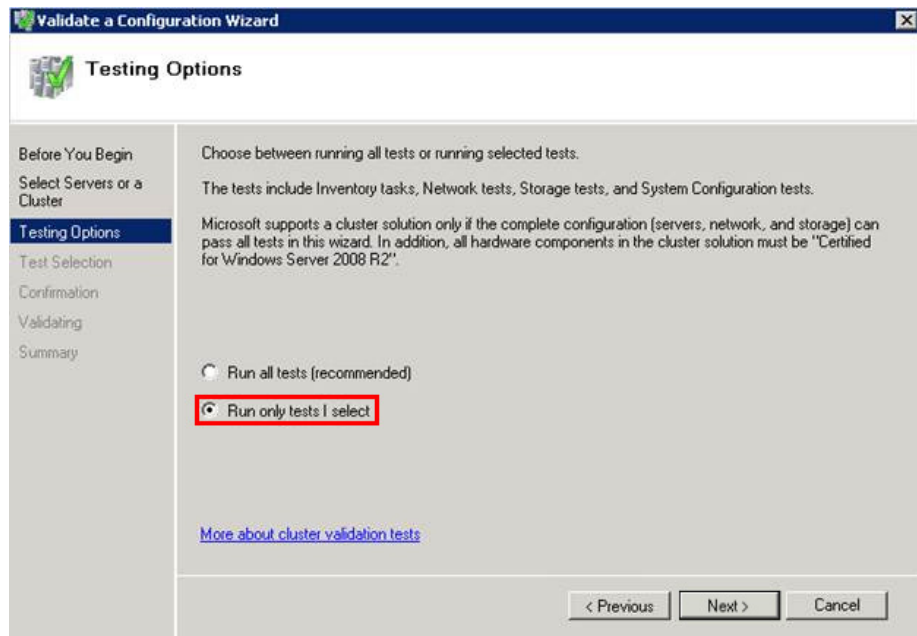 Validate a Configuration Wizard
Testing Options
Before You Begin
Select Servers or a
Cluster
Testing Options
Test Selection
Confirmation
Validating
Summary
Choose between running all tests or running selected tests.
The tests include Inventory tasks, Network tests, Storage tests, and System Configuration tests.
Microsoft supports a cluster solution only if the complete configuration (servers, network, and storage) can
pass all tests in this wizard. In addition, all hardware components in the cluster solution must be "Certified
for Windows Server 2008 R2".
Run all tests (recommended)
Run only tests I select
More about cluster validation tests
< Previous
Next >
Cancel